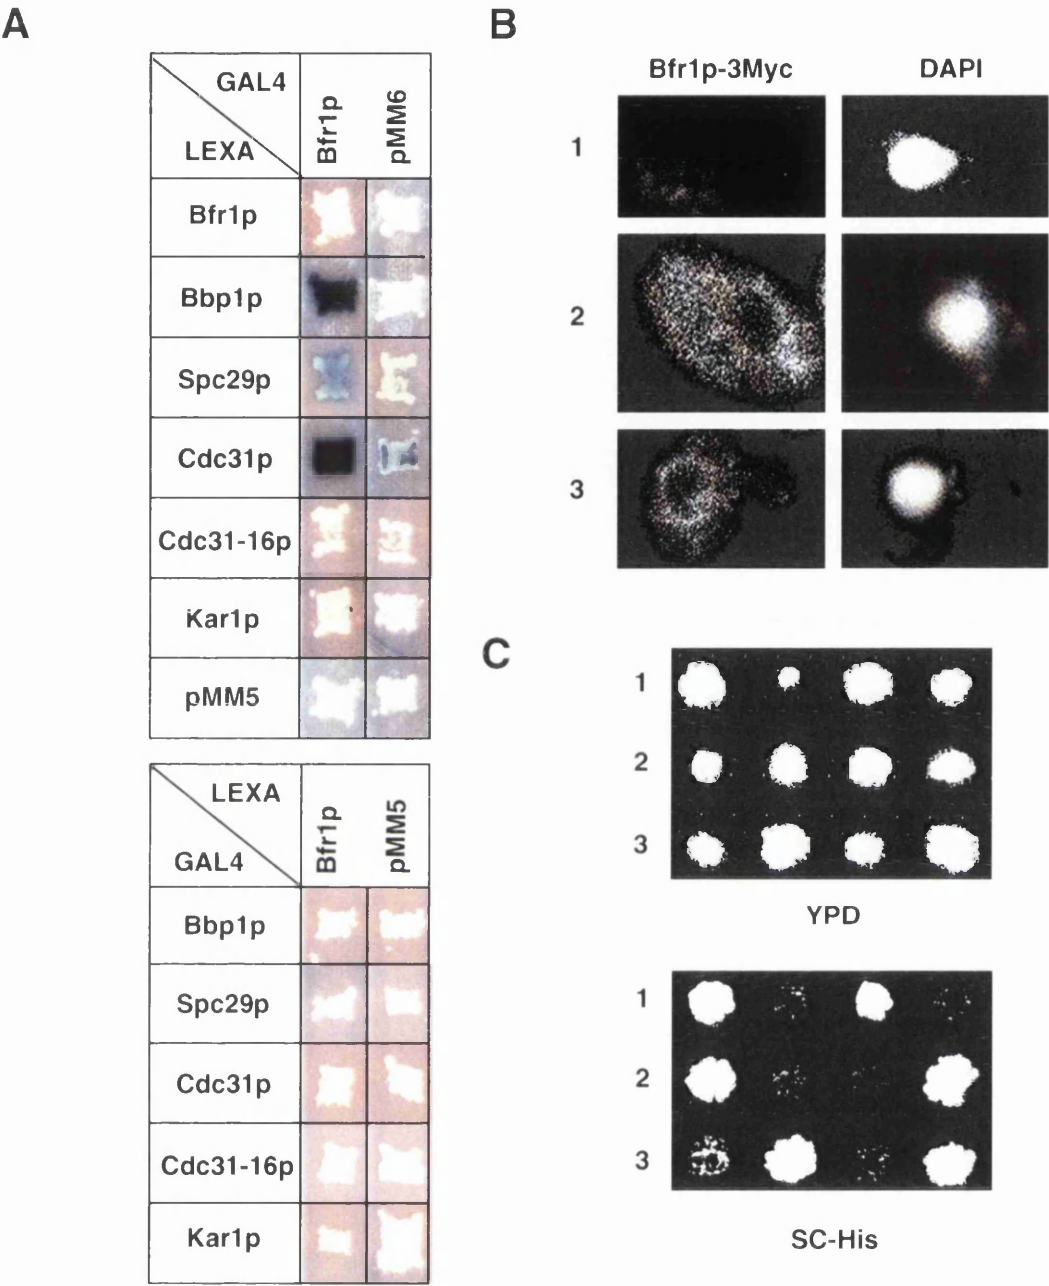 A
GAL4
LEXA
Bfr1p
pMM6
Bfr1p
Bbp1p
Spc29p
Cdc31p
Cdc31-16p
Kar1p
pMM5
LEXA
GAL4
Bfr1p
pMM5
Bbp1p
Spc29p
Cdc31p
Cdc31-16p
Kar1p
B
Bfr1p-3Myc DAPI
1
2
3
C
1
2
3
YPD
1
2
3
SC-His